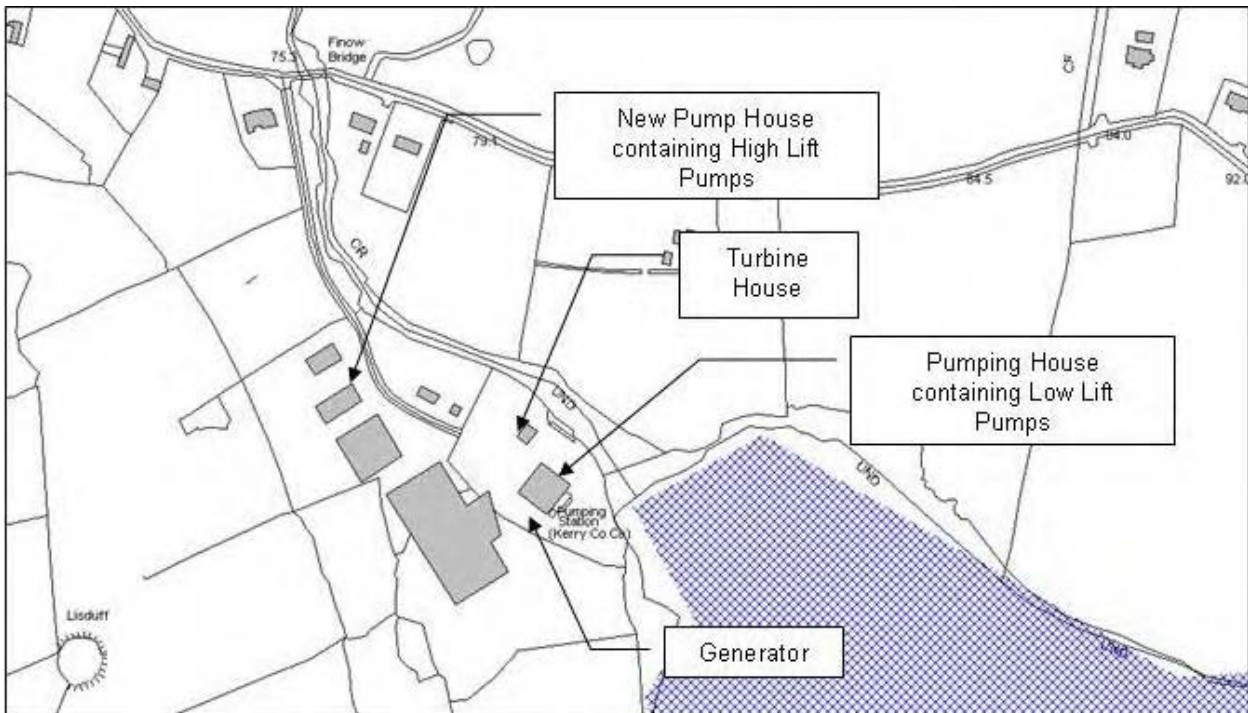 Finow
Bridge
75.3
79.1
New Pump House
containing High Lift
Pumps
CR
84.0
84.5
92.0
CR
Turbine
House
UND
Pumping House
containing Low Lift
Pumps
UND
Pumping
Station
(Kerry Co Co)
Lisduff
Generator
UND